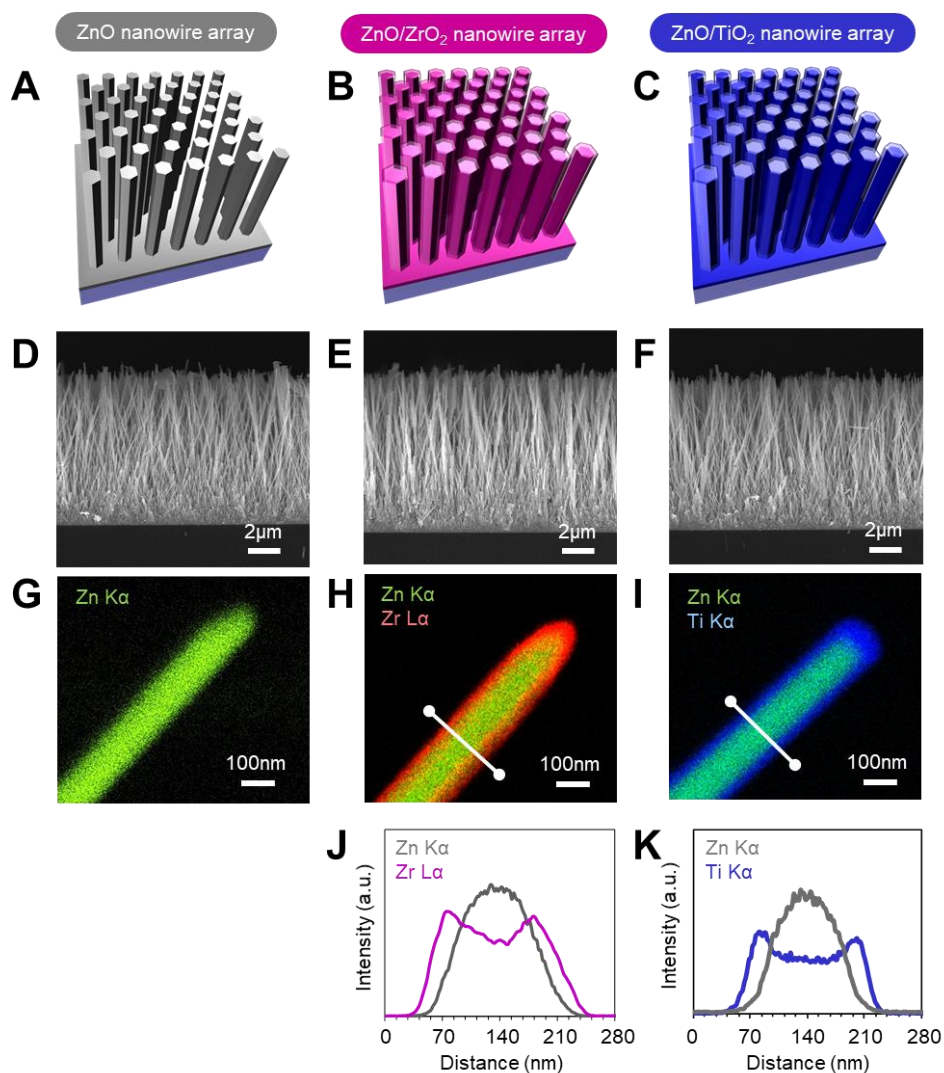 ZnO nanowire array
ZnO/ZrO₂ nanowire array
ZnO/TiO₂ nanowire array
A
B
C
D
E
F
2μm
2μm
2μm
G
Zn Kα
100nm
H
Zn Kα
Zr Lα
100nm
I
Zn Kα
Ti Kα
100nm
J
Zn Kα
Zr Lα
Intensity (a.u.)
0 70 140 210 280
Distance (nm)
K
Zn Kα
Ti Kα
Intensity (a.u.)
0 70 140 210 280
Distance (nm)